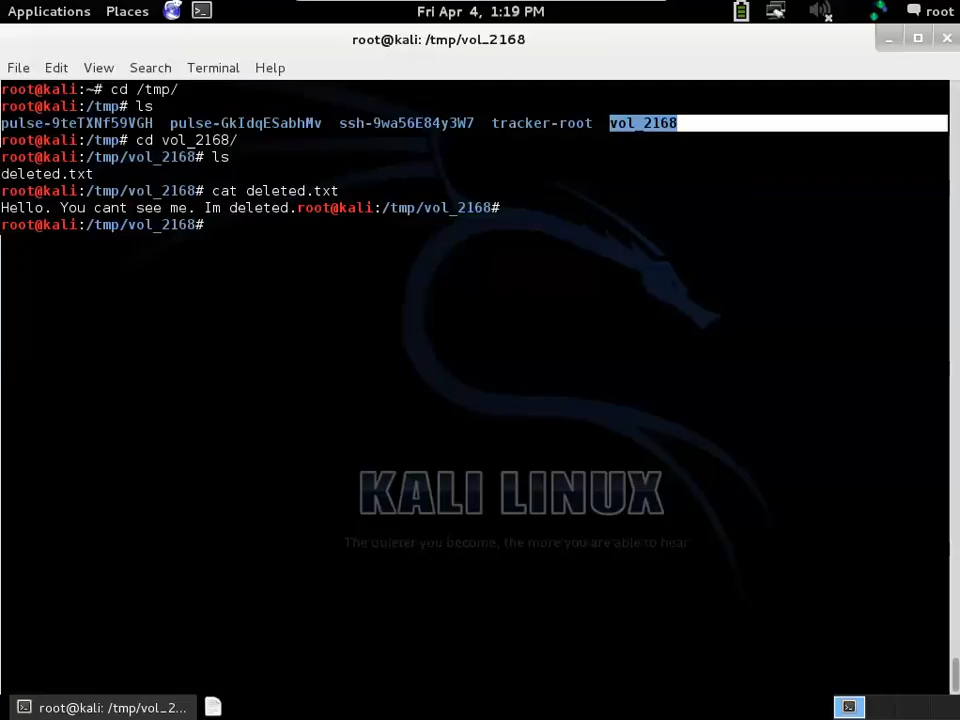 Applications Places Fri Apr 4, 1:19 PM root
root@kali: /tmp/vol_2168
File Edit View Search Terminal Help
root@kali:~# cd /tmp/
root@kali:/tmp# ls
pulse-9teTXNf59VGH pulse-GkIdqESabhMv ssh-9wa56E84y3W7 tracker-root vol_2168
root@kali:/tmp# cd vol_2168/
root@kali:/tmp/vol_2168# ls
deleted.txt
root@kali:/tmp/vol_2168# cat deleted.txt
Hello. You cant see me. Im deleted.root@kali:/tmp/vol_2168#
root@kali:/tmp/vol_2168#
KALI LINUX
The quieter you become, the more you are able to hear
root@kali: /tmp/vol_2...